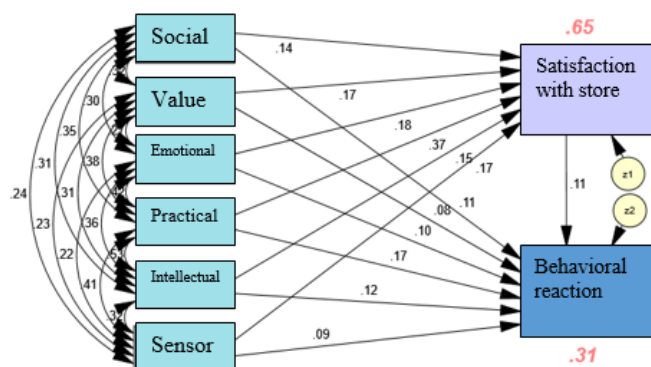 .65
Social
.14
Satisfaction
with store
Value
.17
.30
.18
Emotional
.35
.37
.31
.38
.15
.17
.24
z1
.11
Practical
.31
.11
.08
z2
.23
.36
.10
Behavioral
reaction
.22
.17
Intellectual
.41
.12
Sensor
.09
.31